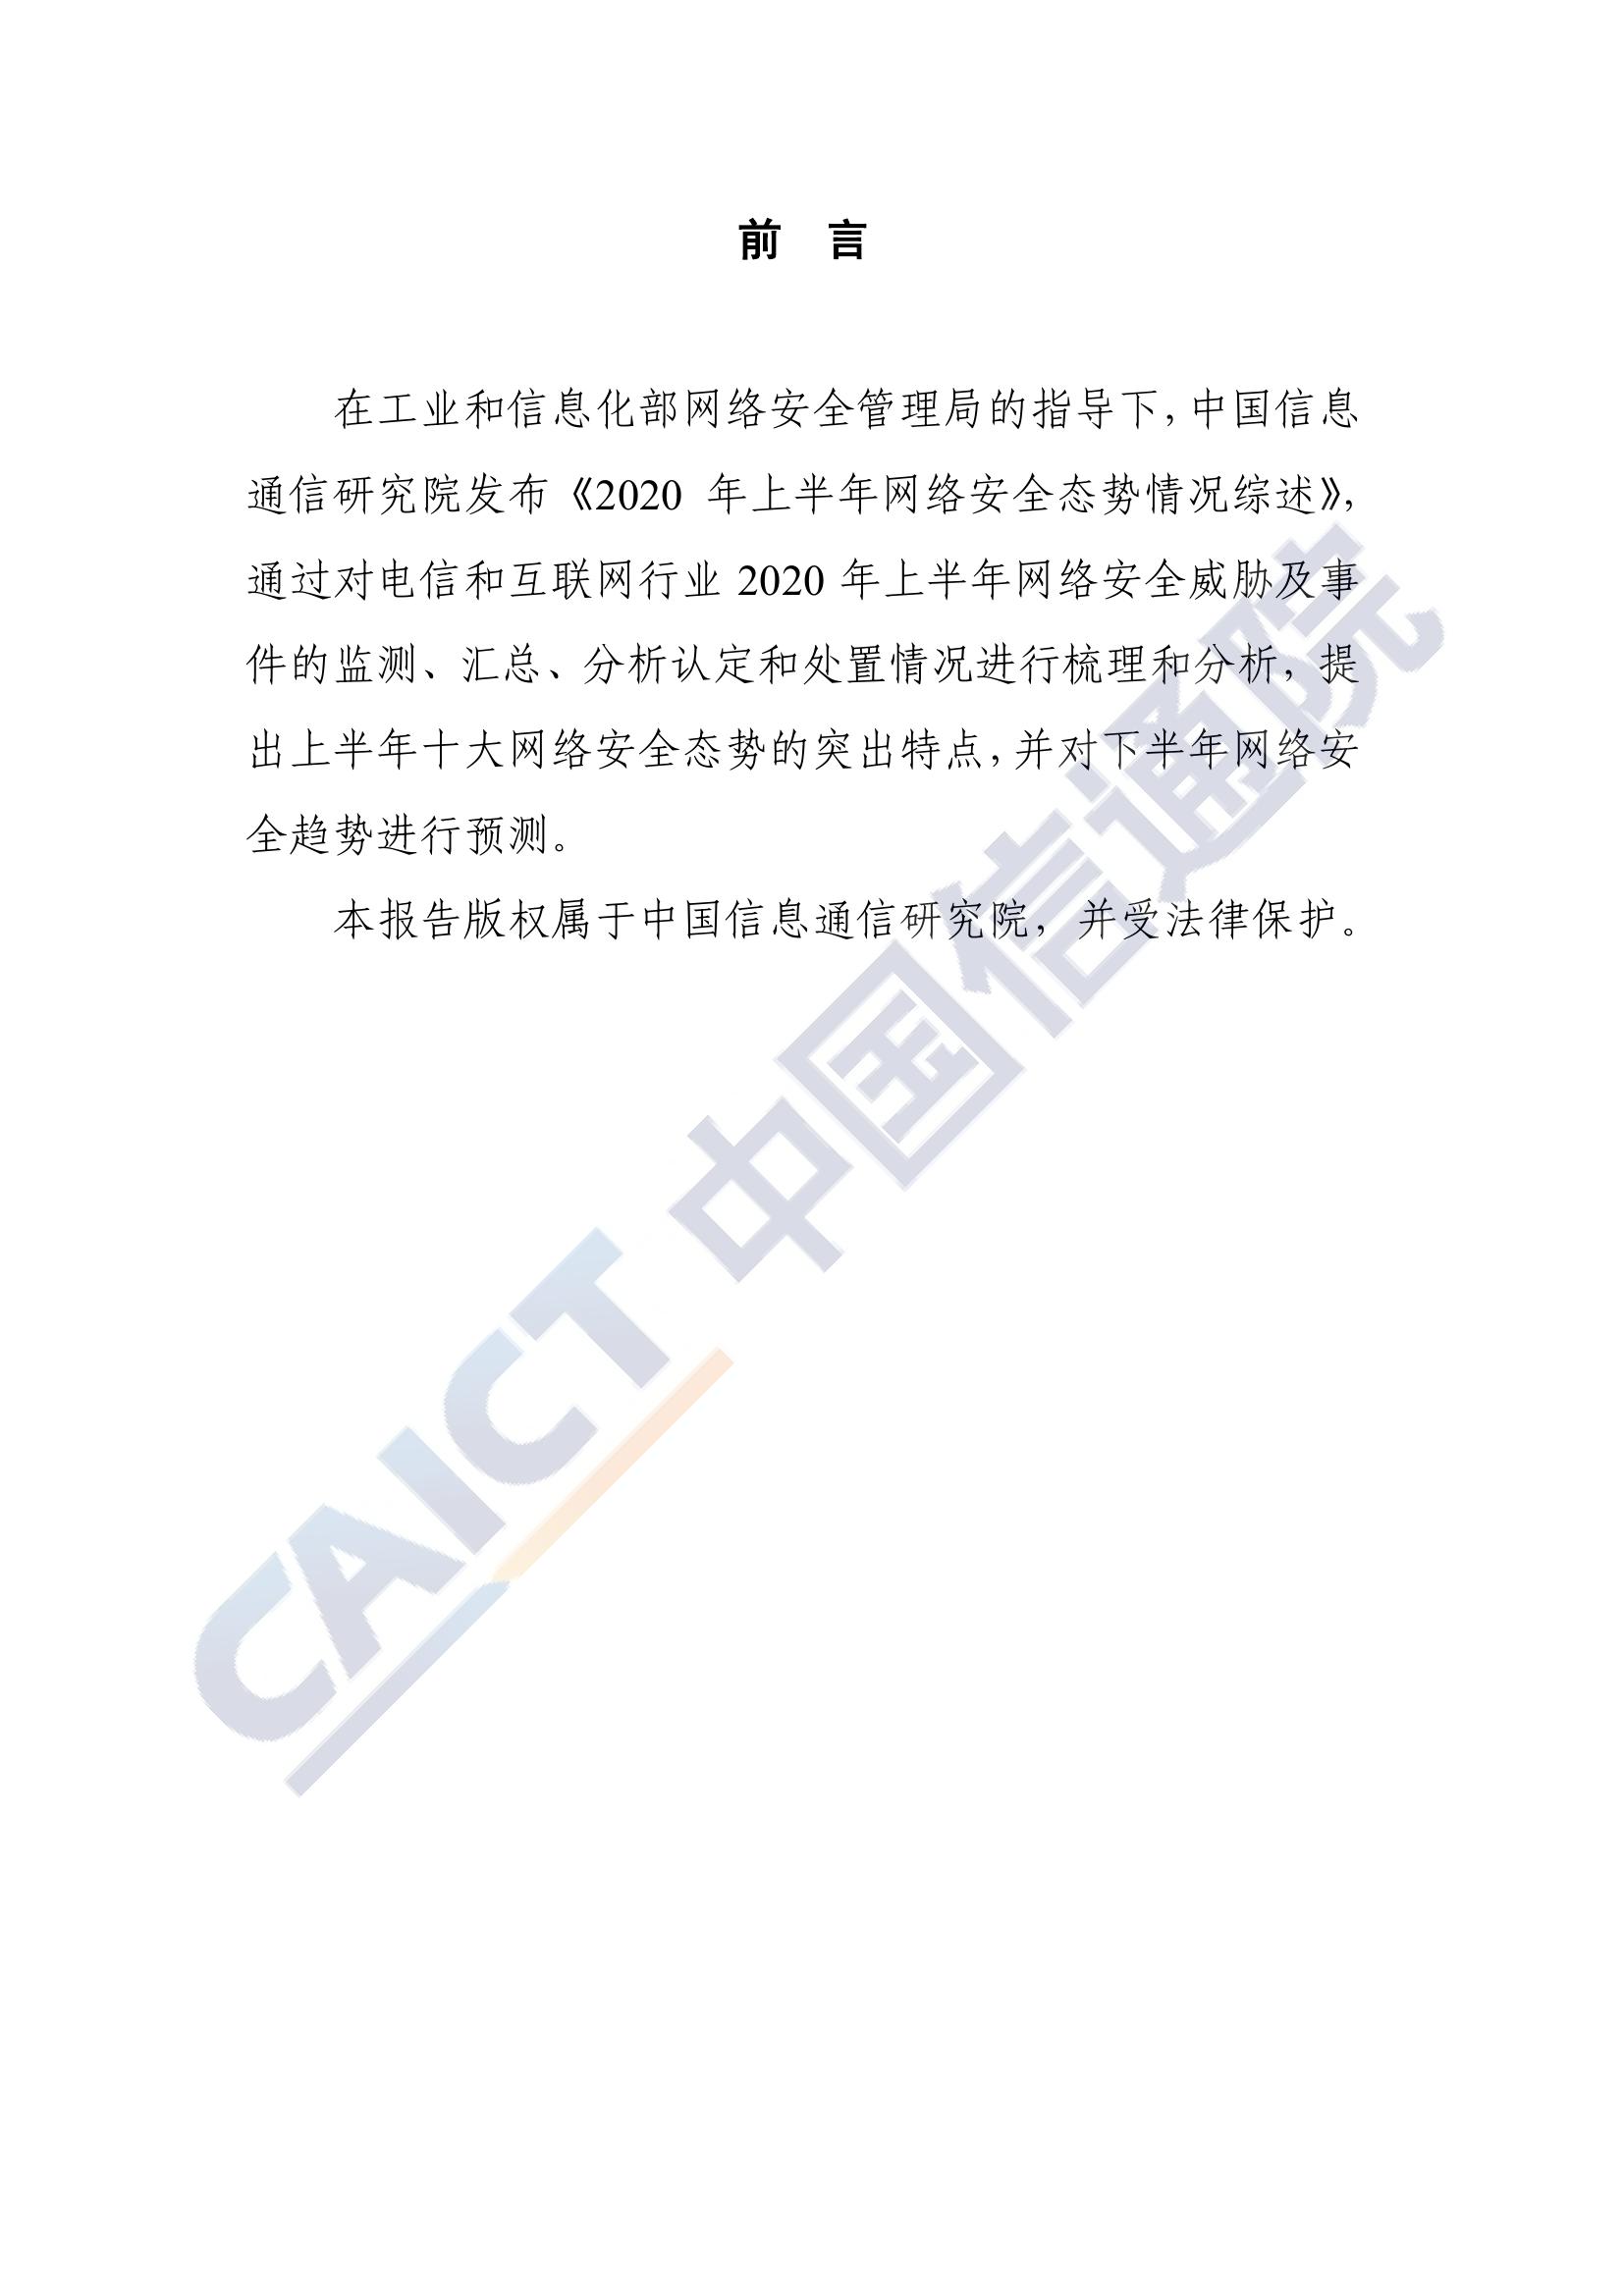 前　言
在工业和信息化部网络安全管理局的指导下，中国信息
通信研究院发布《2020 年上半年网络安全态势情况综述》，
通过对电信和互联网行业 2020 年上半年网络安全威胁及事
件的监测、汇总、分析认定和处置情况进行梳理和分析，提
出上半年十大网络安全态势的突出特点，并对下半年网络安
全趋势进行预测。
本报告版权属于中国信息通信研究院，并受法律保护。
CAICT 中国信通院